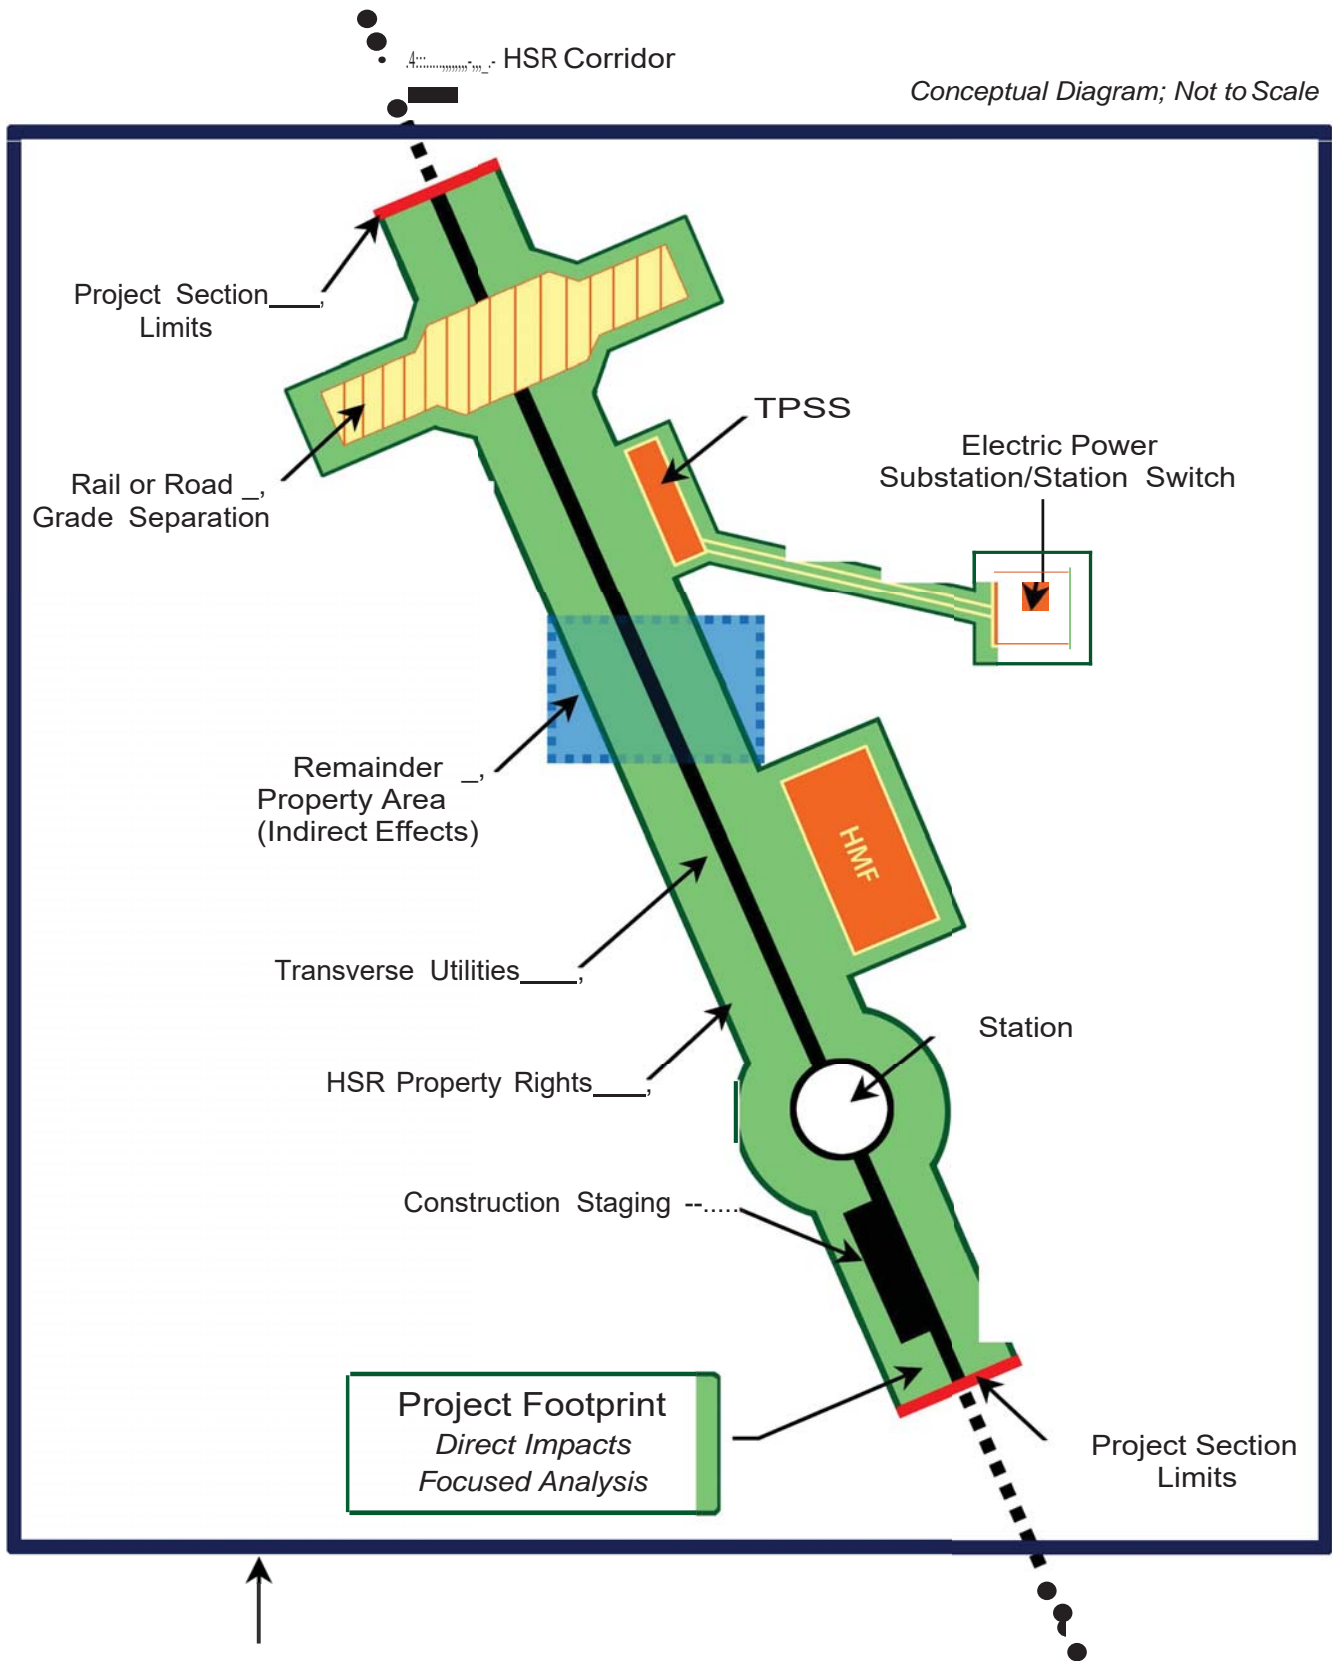 HSR Corridor
Conceptual Diagram; Not to Scale
Project Section
Limits
TPSS
Electric Power
Substation/Station Switch
Rail or Road
Grade Separation
Remainder
Property Area
(Indirect Effects)
HMF
Transverse Utilities
Station
HSR Property Rights
Construction Staging
Project Footprint
Direct Impacts
Focused Analysis
Project Section
Limits